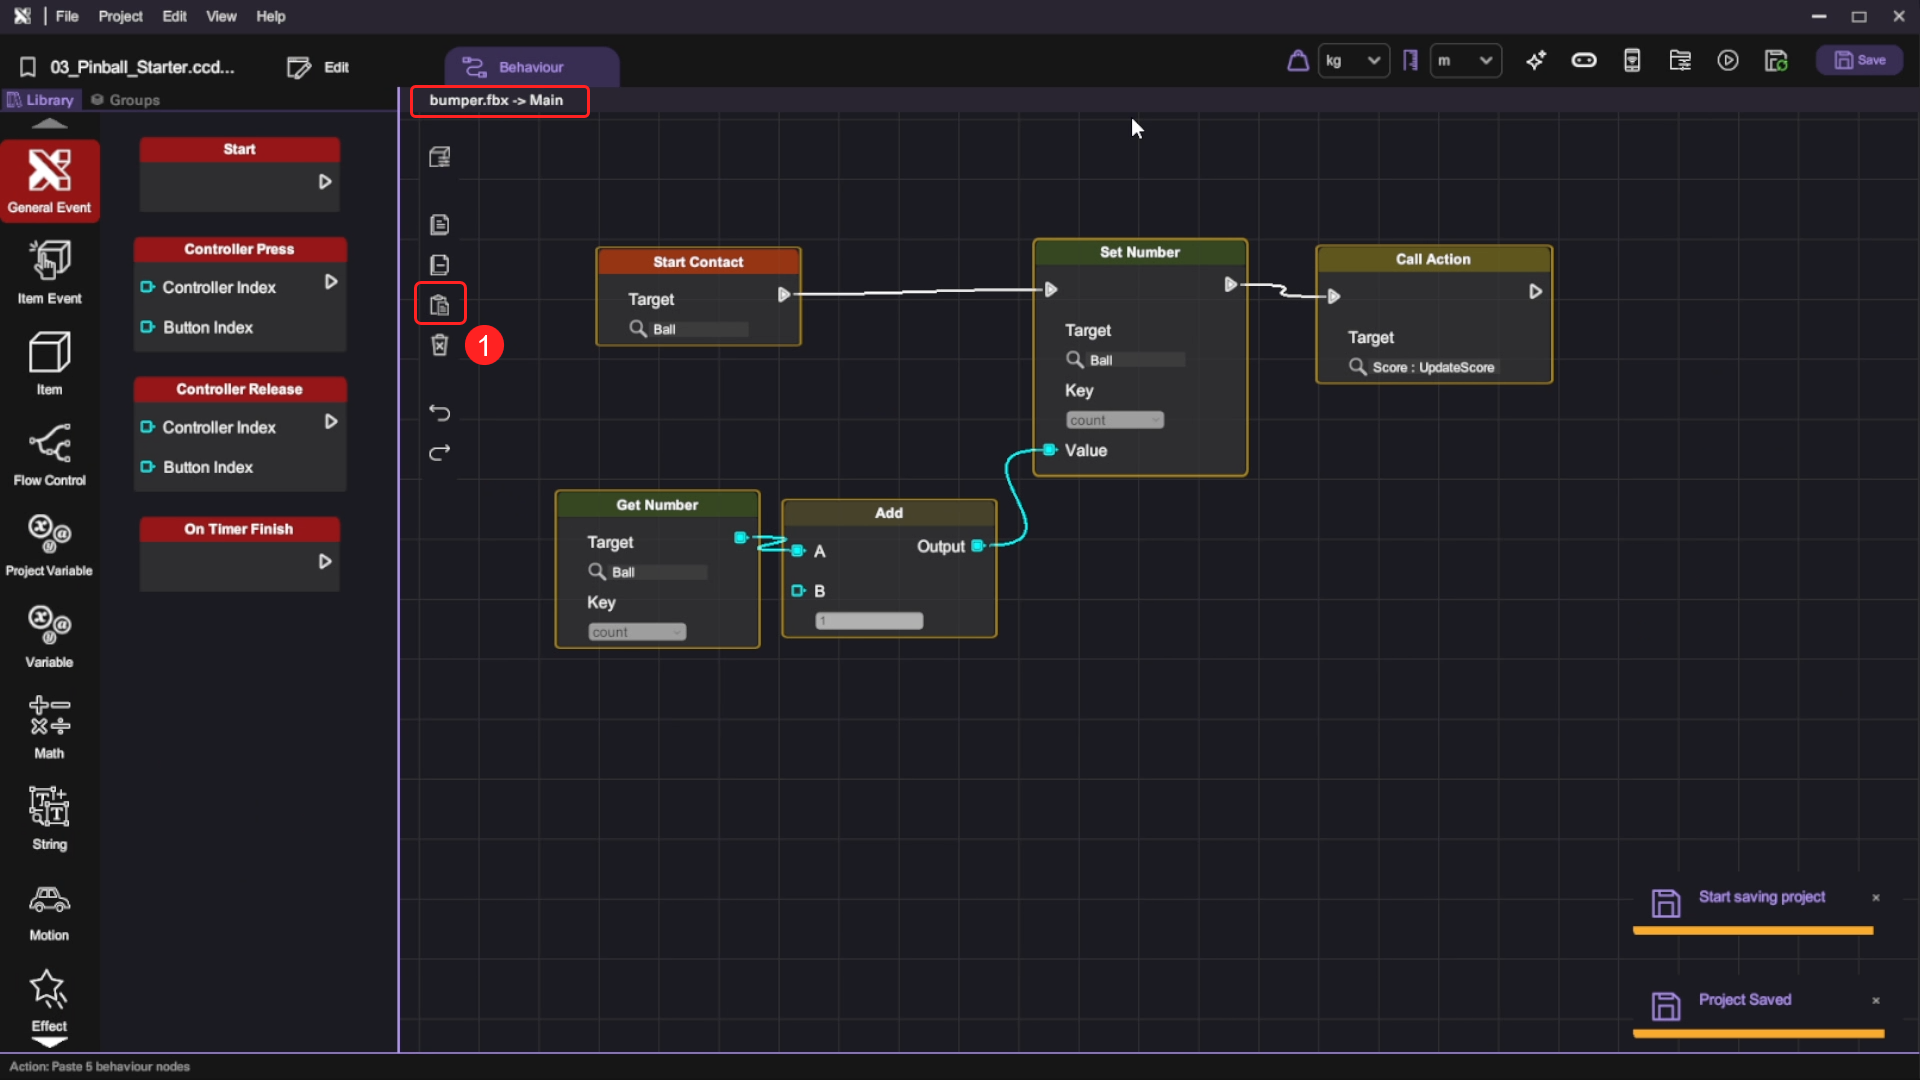 File Project Edit View Help
03_Pinball_Starter.ccd...
Edit
Behaviour
kg
m
Save
Library
Groups
bumper.fbx -> Main
General Event
Item Event
Item
Flow Control
Project Variable
Variable
Math
String
Motion
Effect
Start
Controller Press
Controller Index
Button Index
Controller Release
Controller Index
Button Index
On Timer Finish
1
Start Contact
Target
Ball
Set Number
Target
Ball
Key
count
Value
Call Action
Target
Score : UpdateScore
Get Number
Target
Ball
Key
count
Add
A
Output
B
1
Start saving project
×
Project Saved
×
Action: Paste 5 behaviour nodes